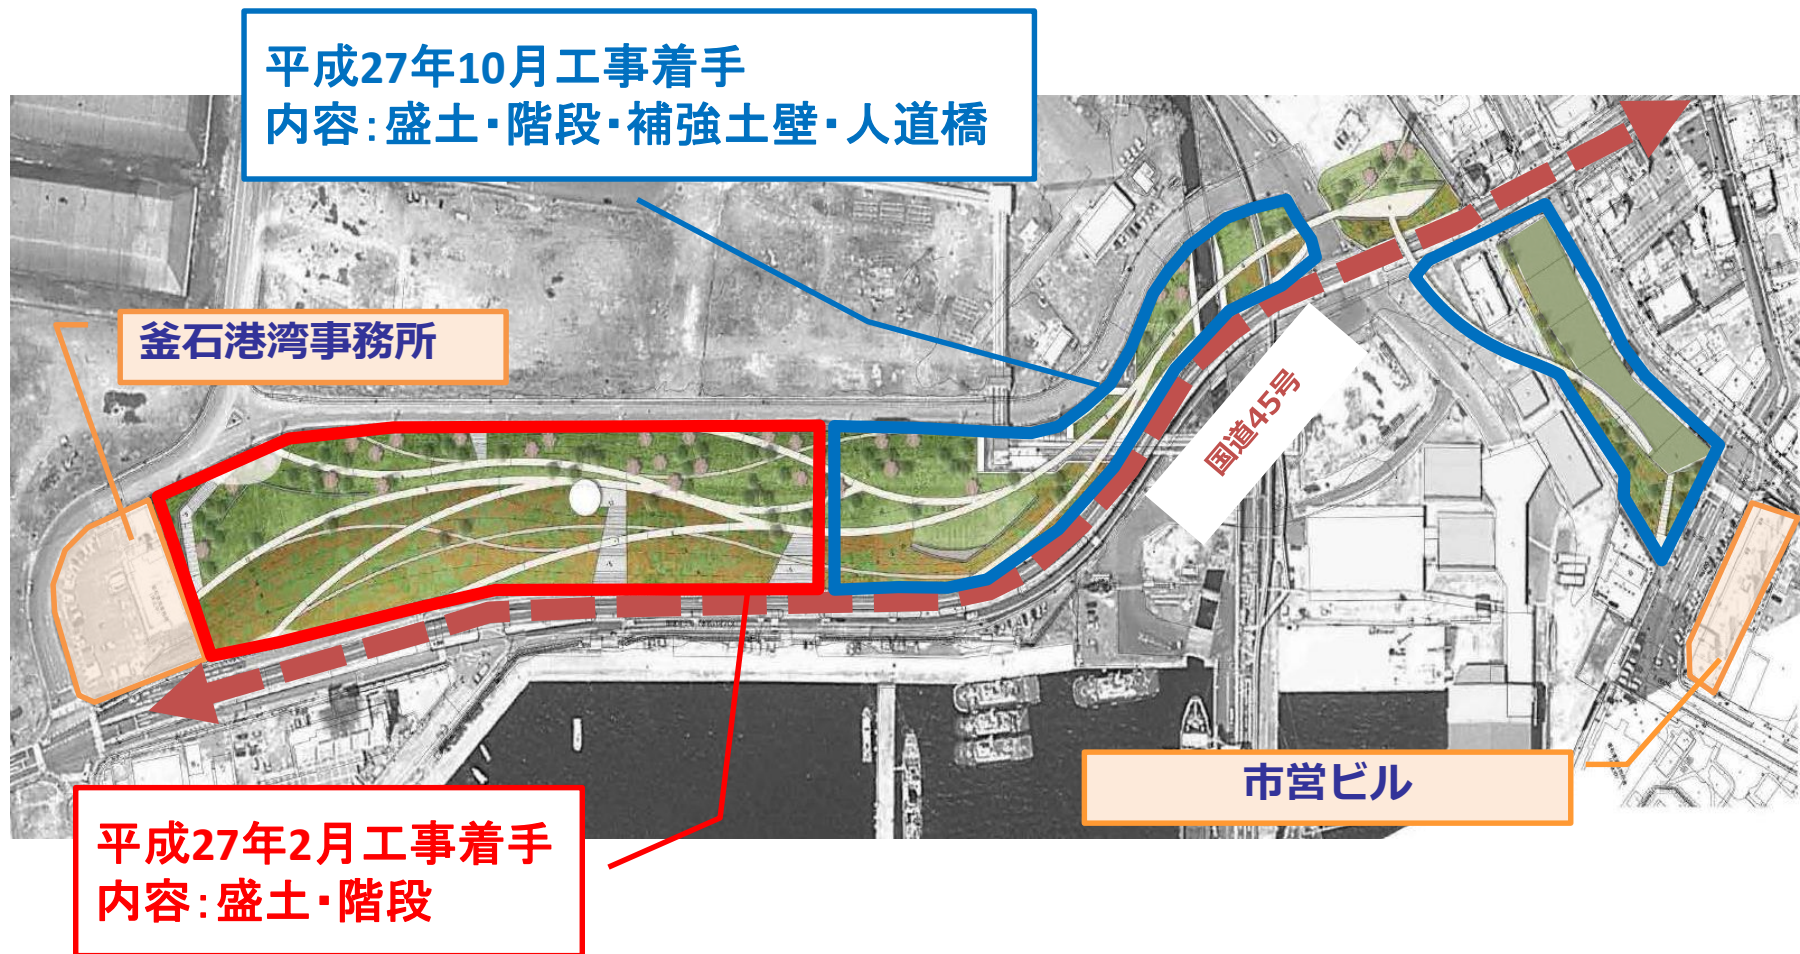 平成27年10月工事着手
内容：盛土・階段・補強土壁・人道橋
釜石港湾事務所
国道45号
市営ビル
平成27年2月工事着手
内容：盛土・階段